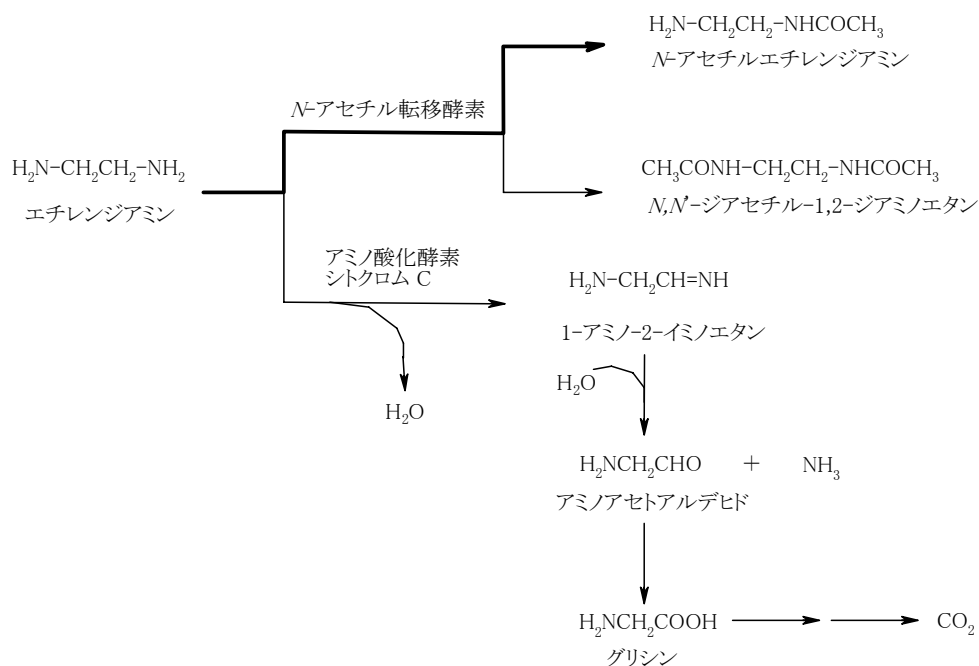 H₂N-CH₂CH₂-NHCOCH₃
N-アセチルエチレンジアミン
N-アセチル転移酵素
H₂N-CH₂CH₂-NH₂
エチレンジアミン
CH₃CONH-CH₂CH₂-NHCOCH₃
N,N'-ジアセチル-1,2-ジアミノエタン
アミノ酸化酵素
シトクロム C
H₂O
H₂N-CH₂CH=NH
1-アミノ-2-イミノエタン
H₂O
H₂NCH₂CHO + NH₃
アミノアセトアルデヒド
H₂NCH₂COOH
グリシン
CO₂